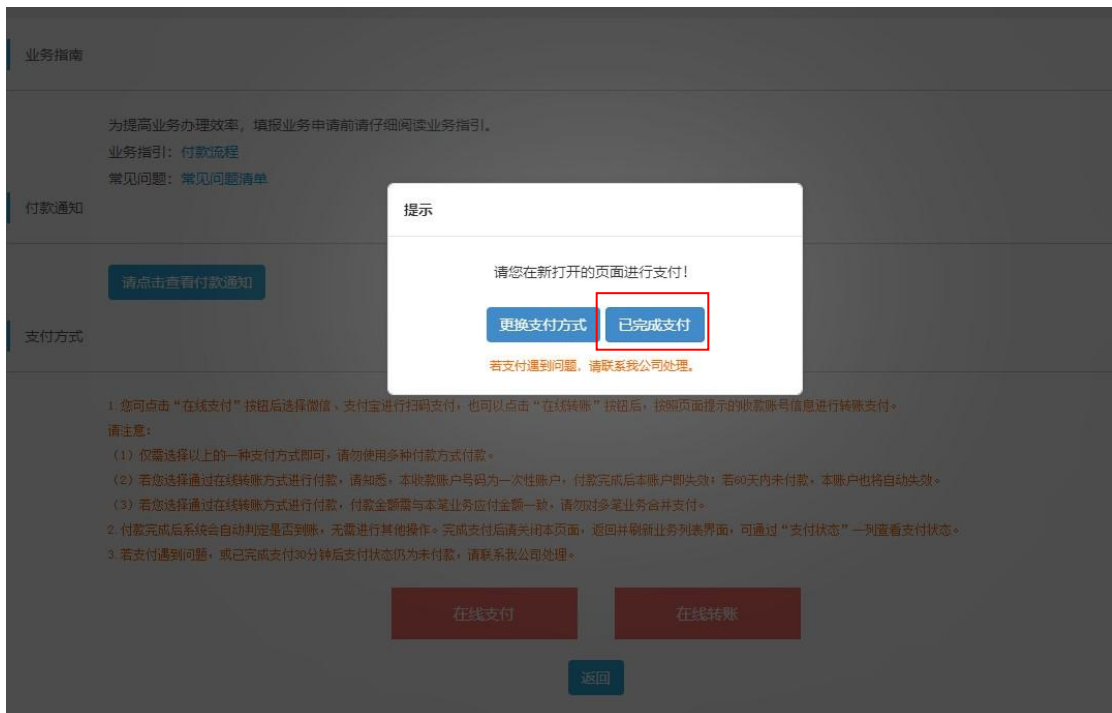 业务指南
为提高业务办理效率，填报业务申请前请仔细阅读业务指引。
业务指引：付款流程
常见问题：常见问题清单
付款通知
请点击查看付款通知
支付方式
提示
请您在新打开的页面进行支付！
更换支付方式
已完成支付
若支付遇到问题，请联系我公司处理。
1.您可点击“在线支付”按钮后选择微信、支付宝进行扫码支付，也可以点击“在线转账”按钮后，按照页面提示的收款账号信息进行转账支付。
请注意：
（1）仅需选择以上的一种支付方式即可，请勿使用多种付款方式付款。
（2）若您选择通过在线转账方式进行付款，请知悉，本收款账户号码为一次性账户，付款完成后本账户即失效；若60天内未付款，本账户也将自动失效。
（3）若您选择通过在线转账方式进行付款，付款金额需与本笔业务应付金额一致，请勿对多笔业务合并支付。
2.付款完成后系统会自动判定是否到账，无需进行其他操作。完成支付后请关闭本页面，返回并刷新业务列表界面，可通过“支付状态”一列查看支付状态。
3.若支付遇到问题，或已完成支付30分钟后支付状态仍为未付款，请联系我公司处理。
在线支付
在线转账
返回